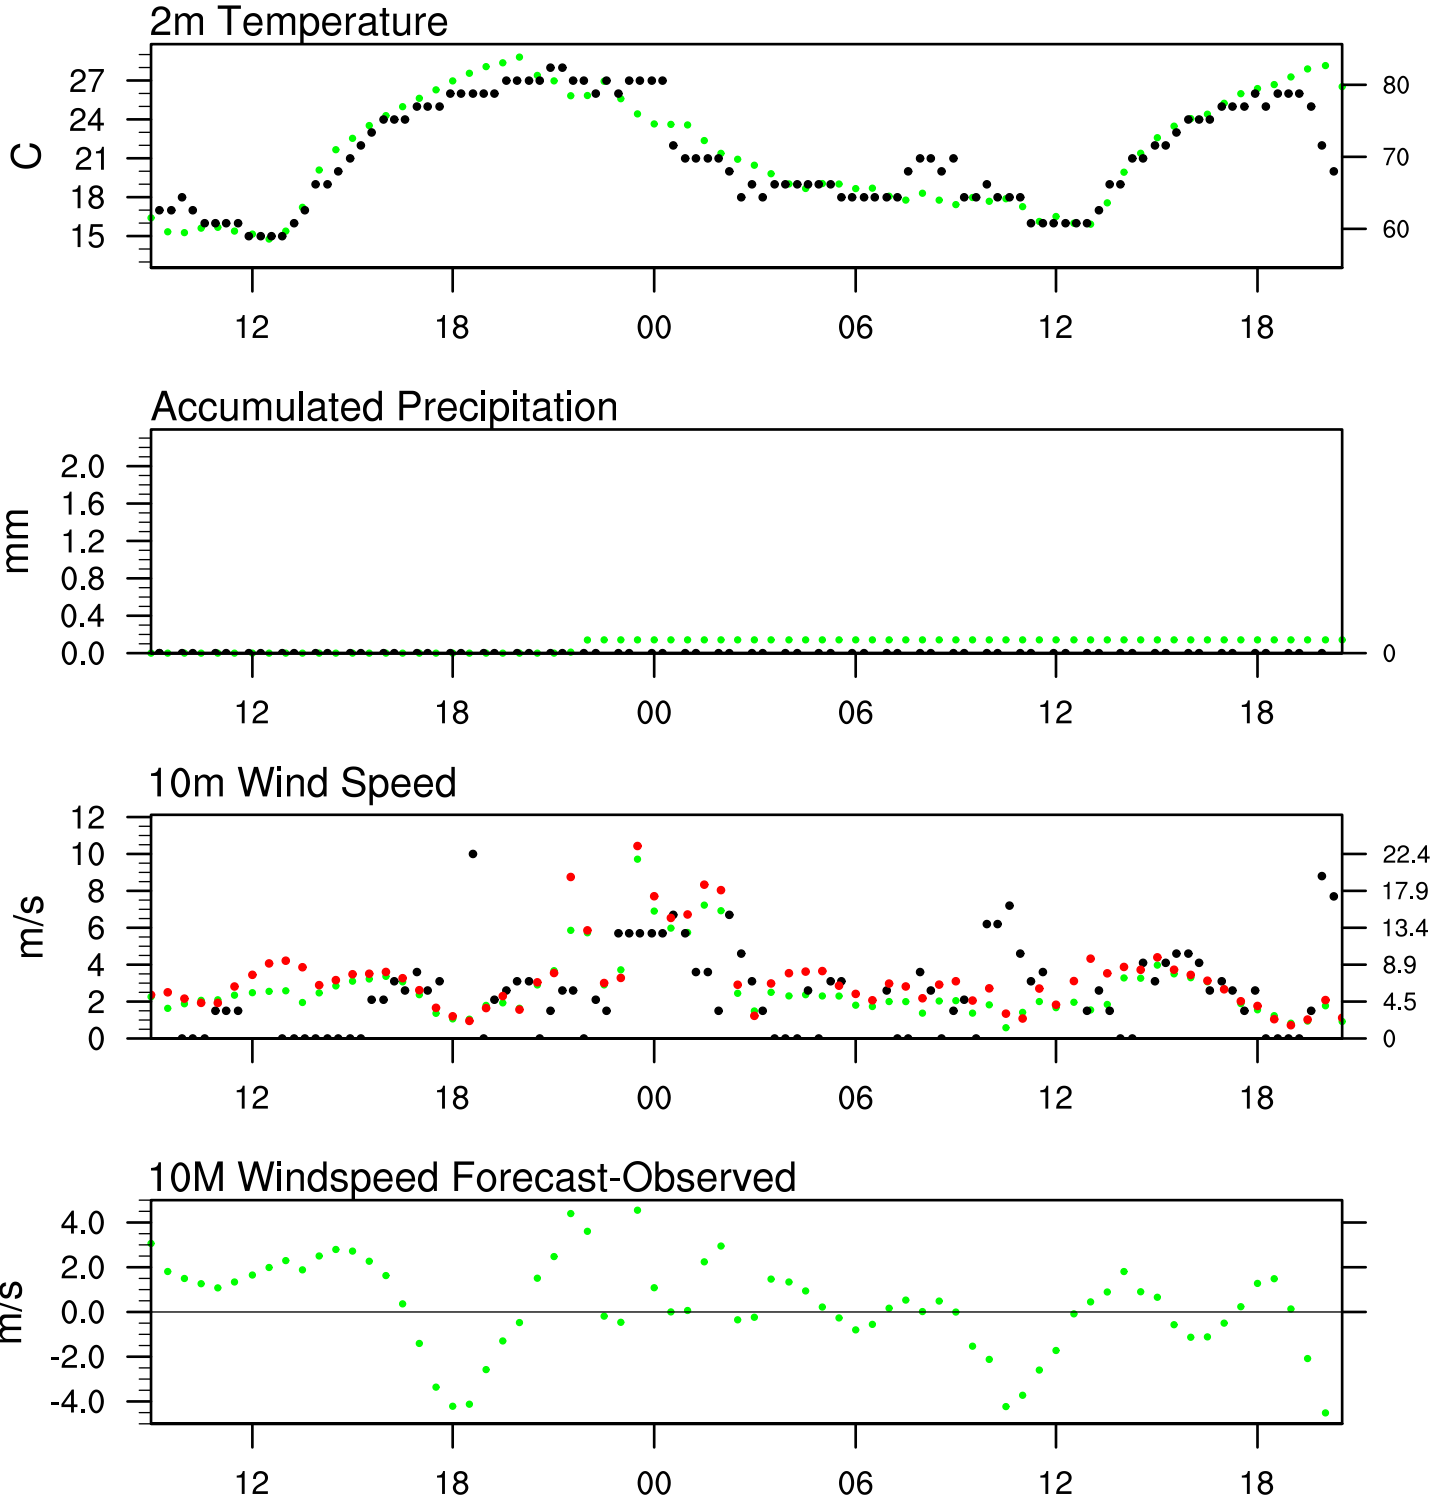 2m Temperature
27
24
21
18
15
C
80
70
60
12 18 00 06 12 18
Accumulated Precipitation
2.0
1.6
1.2
0.8
0.4
0.0
mm
0
12 18 00 06 12 18
10m Wind Speed
12
10
8
6
4
2
0
m/s
22.4
17.9
13.4
8.9
4.5
0
12 18 00 06 12 18
10M Windspeed Forecast-Observed
4.0
2.0
0.0
-2.0
-4.0
m/s
12 18 00 06 12 18